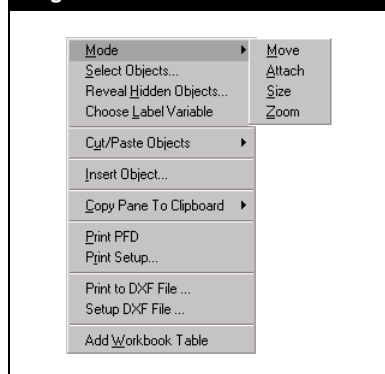 Mode
Select Objects...
Reveal Hidden Objects...
Choose Label Variable
Cut/Paste Objects
Insert Object...
Copy Pane To Clipboard
Print PFD
Print Setup...
Print to DXF File ...
Setup DXF File ...
Add Workbook Table
Move
Attach
Size
Zoom